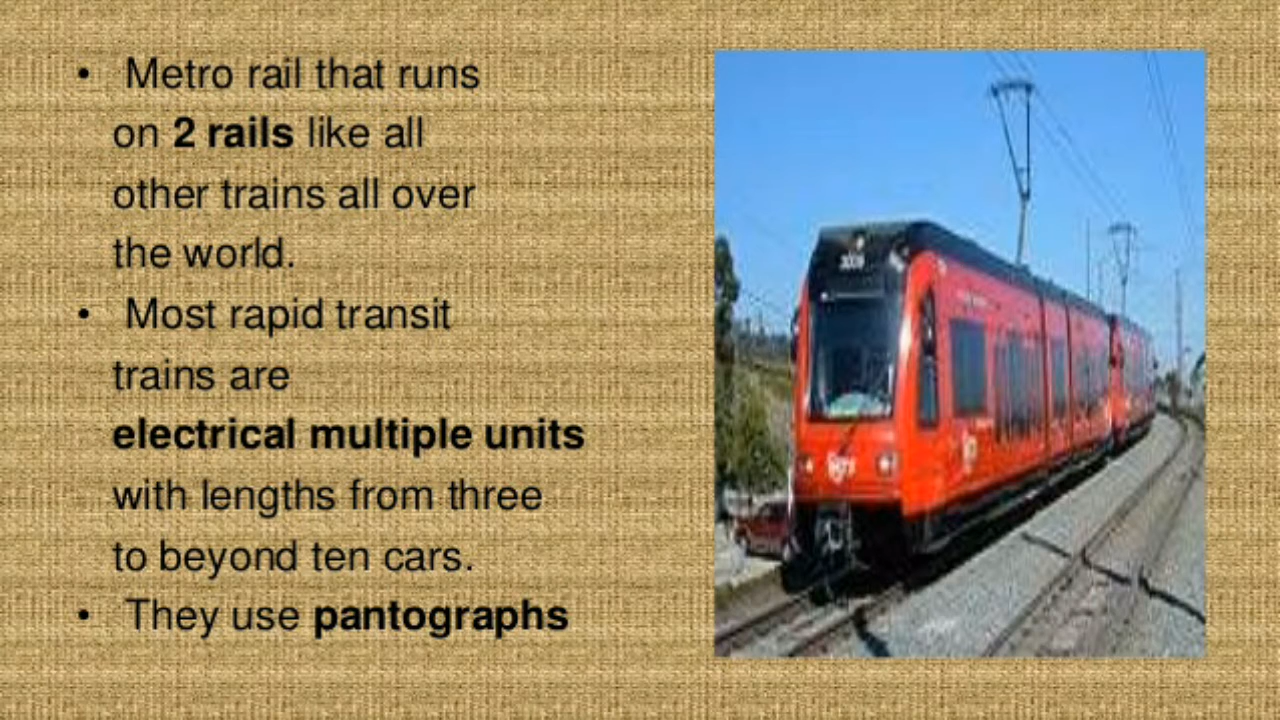 • Metro rail that runs
on 2 rails like all
other trains all over
the world.
• Most rapid transit
trains are
electrical multiple units
with lengths from three
to beyond ten cars.
• They use pantographs